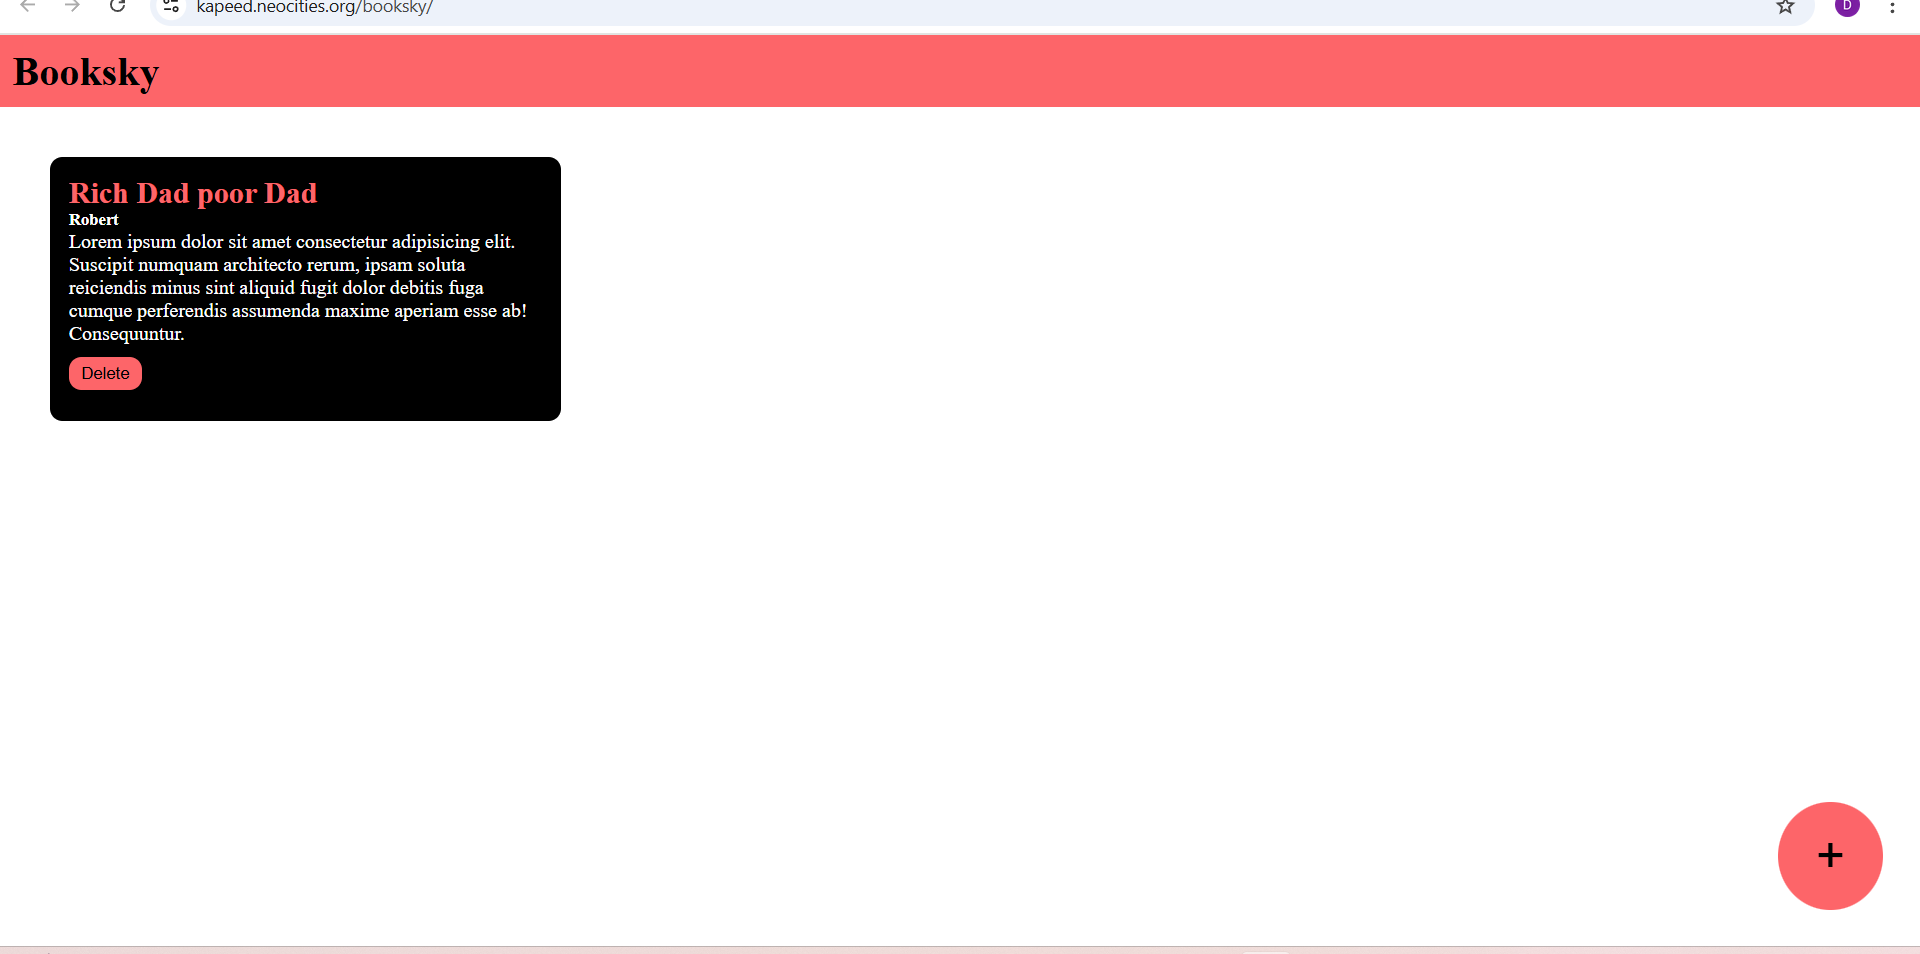 kapeed.neocities.org/booksky/
D
Booksky
Rich Dad poor Dad
Robert
Lorem ipsum dolor sit amet consectetur adipisicing elit.
Suscipit numquam architecto rerum, ipsam soluta
reiciendis minus sint aliquid fugit dolor debitis fuga
cumque perferendis assumenda maxime aperiam esse ab!
Consequuntur.
Delete
+